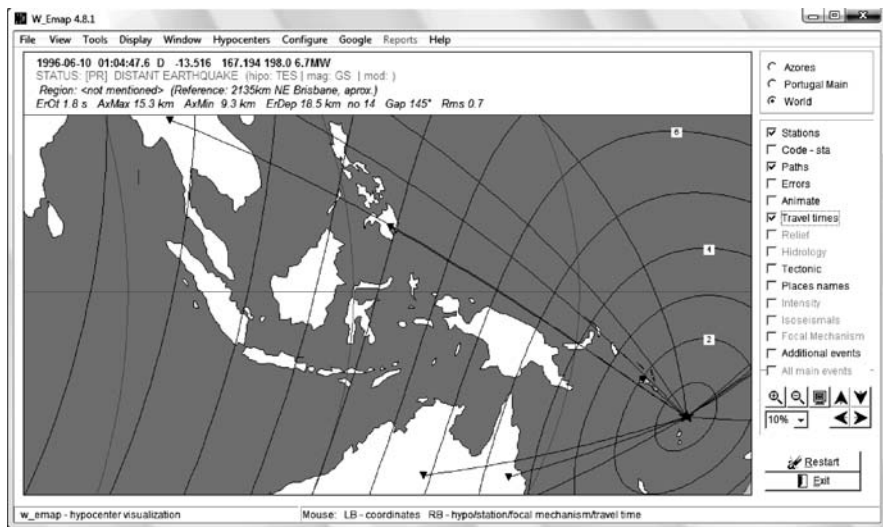 W_Emap 4.8.1
File View Tools Display Window Hypocenters Configure Google Reports Help
1996-06-10 01:04:47.6 D -13.516 167.194 198.0 6.7MW
STATUS: [PR] DISTANT EARTHQUAKE (hipo: TES | mag: GS | mod: )
Region: <not mentioned> (Reference: 2135km NE Brisbane, aprox.)
ErOt 1.8 s AxMax 15.3 km AxMin 9.3 km ErDep 18.5 km no 14 Gap 145° Rms 0.7
6
4
2
Azores
Portugal Main
World
Stations
Code - sta
Paths
Errors
Animate
Travel times
Relief
Hidrology
Tectonic
Places names
Intensity
Isoseismals
Focal Mechanism
Additional events
All main events
10%
Restart
Exit
w_emap - hypocenter visualization
Mouse: LB - coordinates RB - hypo/station/focal mechanism/travel time